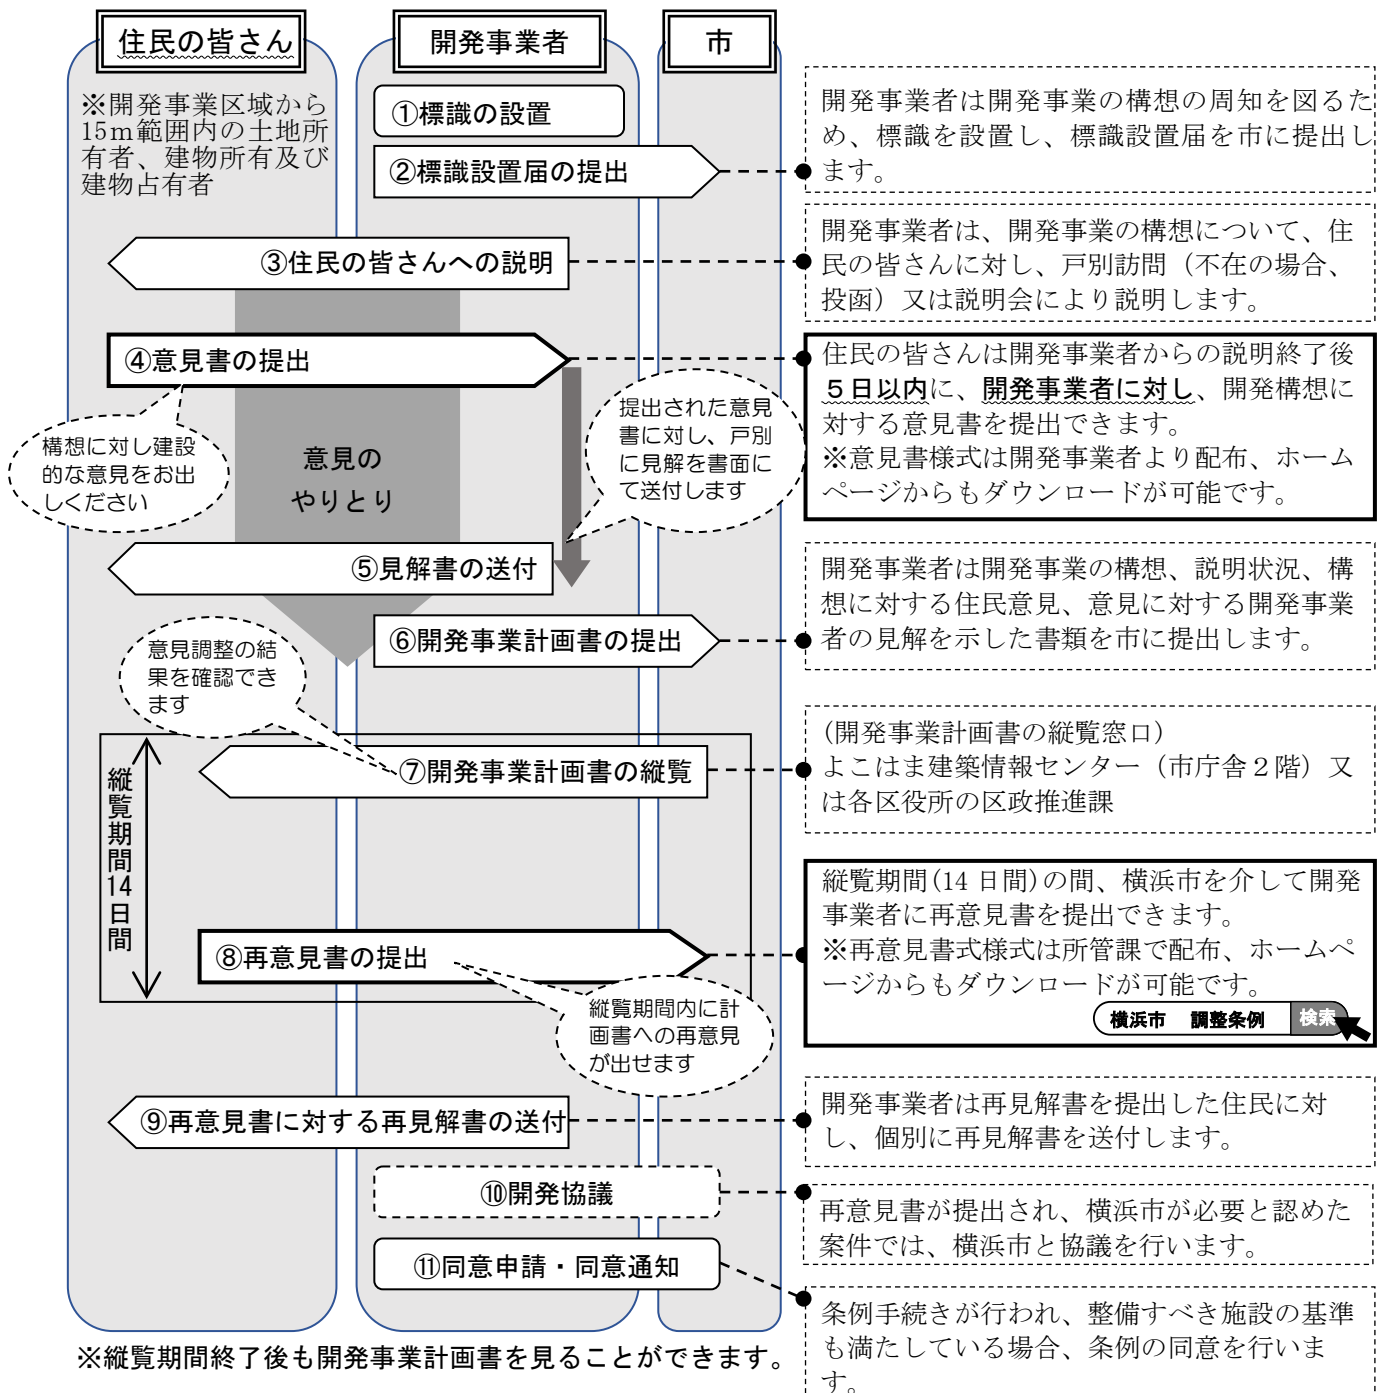 住民の皆さん
開発事業者
市
※開発事業区域から
15ｍ範囲内の土地所
有者、建物所有及び
建物占有者
①標識の設置
②標識設置届の提出
開発事業者は開発事業の構想の周知を図るた
め、標識を設置し、標識設置届を市に提出し
ます。
③住民の皆さんへの説明
開発事業者は、開発事業の構想について、住
民の皆さんに対し、戸別訪問（不在の場合、
投函）又は説明会により説明します。
④意見書の提出
住民の皆さんは開発事業者からの説明終了後
５日以内に、開発事業者に対し、開発構想に
対する意見書を提出できます。
※意見書様式は開発事業者より配布、ホーム
ページからもダウンロードが可能です。
構想に対し建設
的な意見をお出
しください
意見の
やりとり
提出された意見
書に対し、戸別
に見解を書面に
て送付します
⑤見解書の送付
開発事業者は開発事業の構想、説明状況、構
想に対する住民意見、意見に対する開発事業
者の見解を示した書類を市に提出します。
⑥開発事業計画書の提出
意見調整の結
果を確認でき
ます
⑦開発事業計画書の縦覧
(開発事業計画書の縦覧窓口）
よこはま建築情報センター（市庁舎２階）又
は各区役所の区政推進課
縦覧期間14日間
⑧再意見書の提出
縦覧期間(14 日間)の間、横浜市を介して開発
事業者に再意見書を提出できます。
※再意見書式様式は所管課で配布、ホームペ
ージからもダウンロードが可能です。
横浜市　調整条例　検索
縦覧期間内に計
画書への再意見
が出せます
⑨再意見書に対する再見解書の送付
開発事業者は再見解書を提出した住民に対
し、個別に再見解書を送付します。
⑩開発協議
再意見書が提出され、横浜市が必要と認めた
案件では、横浜市と協議を行います。
⑪同意申請・同意通知
条例手続きが行われ、整備すべき施設の基準
も満たしている場合、条例の同意を行いま
す。
※縦覧期間終了後も開発事業計画書を見ることができます。